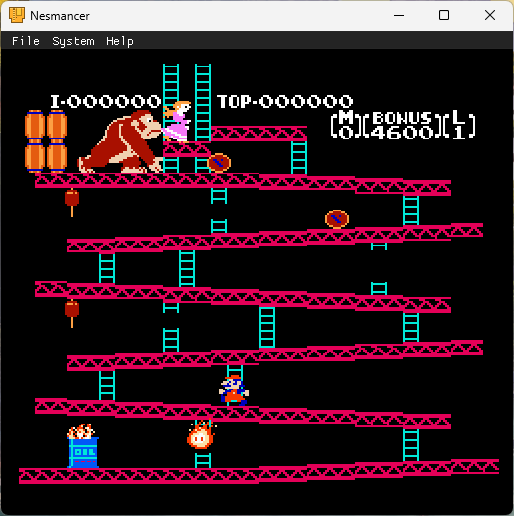 Nesmancer
File System Help
I-000000 TOP-000000
M BONUS L
0 4600 1
OIL